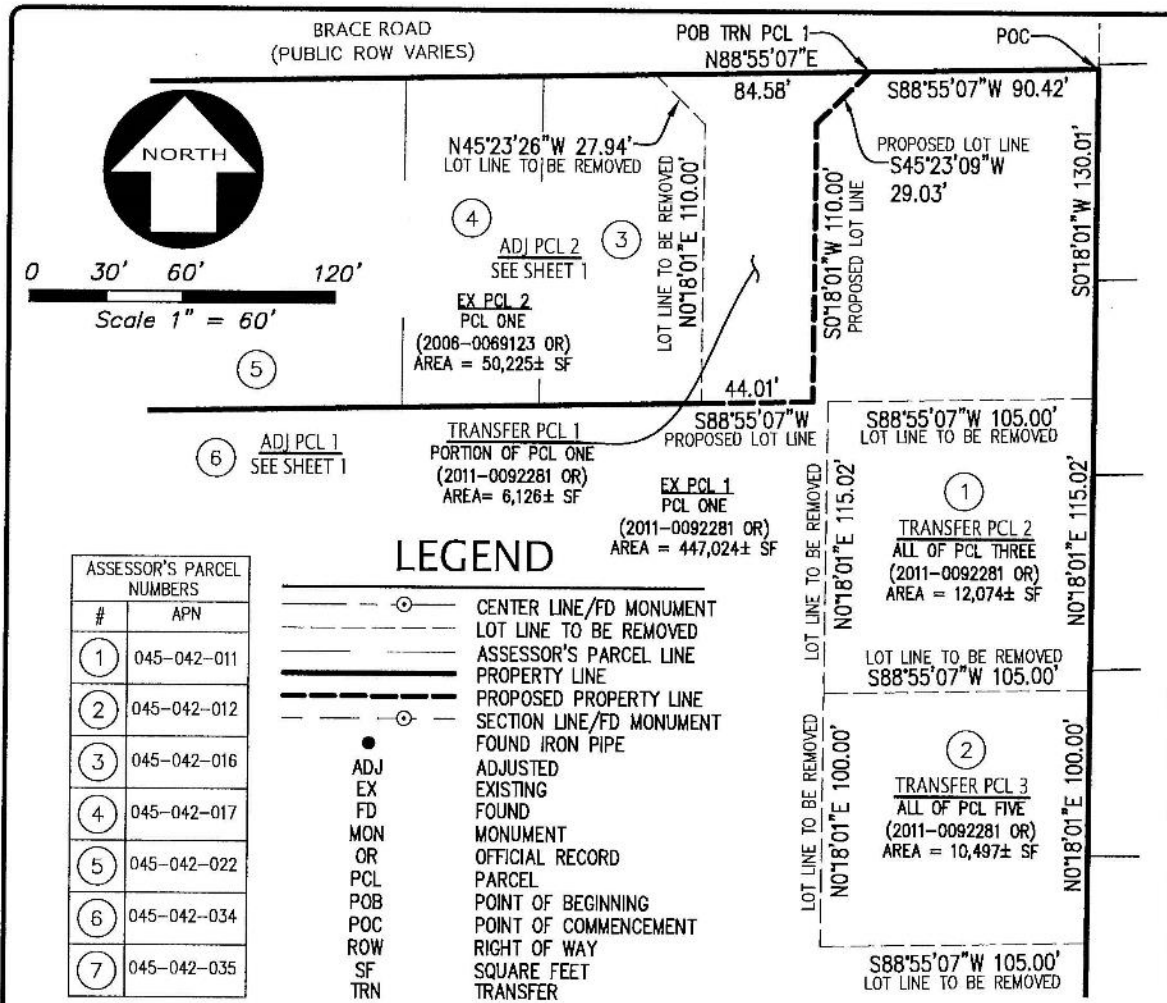 BRACE ROAD
(PUBLIC ROW VARIES)
POB TRN PCL 1
N88°55'07"E
84.58'
POC
S88°55'07"W 90.42'
NORTH
0 30' 60' 120'
Scale 1" = 60'
N45°23'26"W 27.94'
LOT LINE TO BE REMOVED
PROPOSED LOT LINE
S45°23'09"W
29.03'
LOT LINE TO BE REMOVED
N0°18'01"E 110.00'
S0°18'01"W 110.00'
PROPOSED LOT LINE
S0°18'01"W 130.01'
4
3
ADJ PCL 2
SEE SHEET 1
EX PCL 2
PCL ONE
(2006-0069123 OR)
AREA = 50,225± SF
5
44.01'
S88°55'07"W
PROPOSED LOT LINE
6
ADJ PCL 1
SEE SHEET 1
TRANSFER PCL 1
PORTION OF PCL ONE
(2011-0092281 OR)
AREA= 6,126± SF
EX PCL 1
PCL ONE
(2011-0092281 OR)
AREA = 447,024± SF
S88°55'07"W 105.00'
LOT LINE TO BE REMOVED
LOT LINE TO BE REMOVED
N0°18'01"E 115.02'
1
TRANSFER PCL 2
ALL OF PCL THREE
(2011-0092281 OR)
AREA = 12,074± SF
N0°18'01"E 115.02'
LOT LINE TO BE REMOVED
S88°55'07"W 105.00'
LOT LINE TO BE REMOVED
N0°18'01"E 100.00'
2
TRANSFER PCL 3
ALL OF PCL FIVE
(2011-0092281 OR)
AREA = 10,497± SF
N0°18'01"E 100.00'
S88°55'07"W 105.00'
LOT LINE TO BE REMOVED
ASSESSOR'S PARCEL
NUMBERS
# APN
1 045-042-011
2 045-042-012
3 045-042-016
4 045-042-017
5 045-042-022
6 045-042-034
7 045-042-035
LEGEND
CENTER LINE/FD MONUMENT
LOT LINE TO BE REMOVED
ASSESSOR'S PARCEL LINE
PROPERTY LINE
PROPOSED PROPERTY LINE
SECTION LINE/FD MONUMENT
FOUND IRON PIPE
ADJ ADJUSTED
EX EXISTING
FD FOUND
MON MONUMENT
OR OFFICIAL RECORD
PCL PARCEL
POB POINT OF BEGINNING
POC POINT OF COMMENCEMENT
ROW RIGHT OF WAY
SF SQUARE FEET
TRN TRANSFER